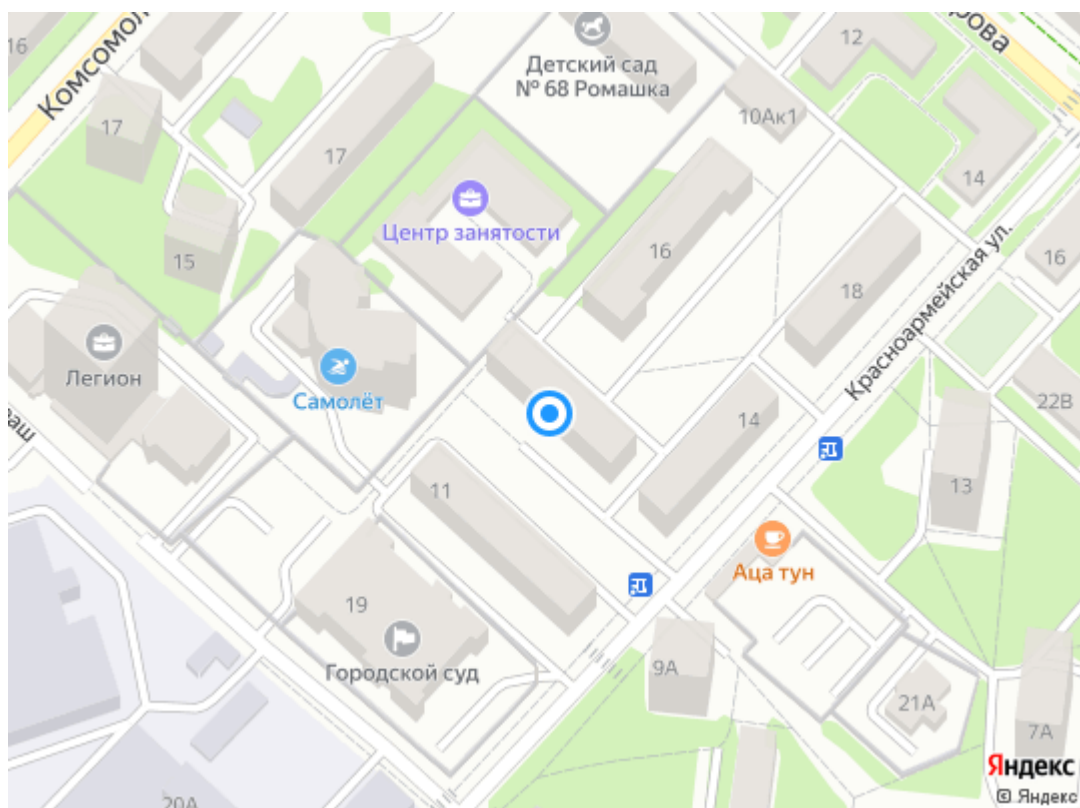 16
Комсомол
17
17
Детский сад
№ 68 Ромашка
12
рова
10Ак1
14
Центр занятости
15
16
18
16
Красноармейская ул.
Легион
Самолёт
22В
14
11
13
Аца тун
19
Городской суд
9А
21А
7А
20А
Яндекс
© Яндекс